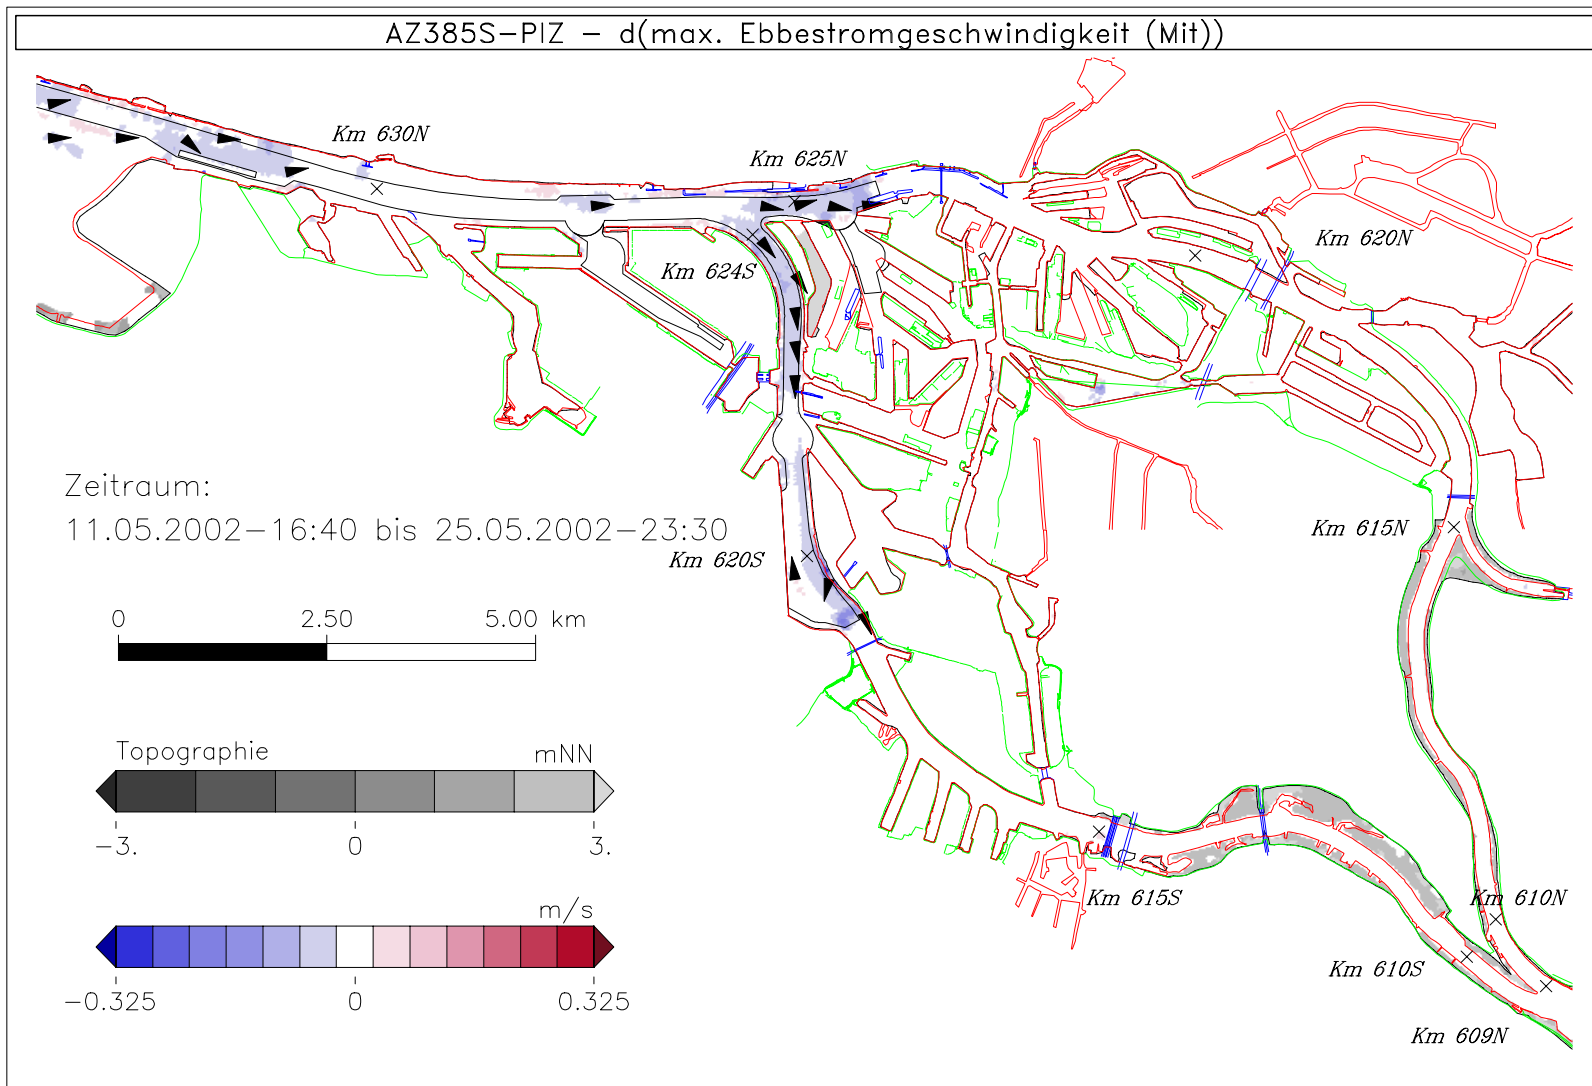 AZ385S-PIZ - d(max. Ebbestromgeschwindigkeit (Mit))
Km 630N
Km 625N
Km 620N
Km 624S
Zeitraum:
11.05.2002-16:40 bis 25.05.2002-23:30
Km 615N
Km 620S
0 2.50 5.00 km
Topographie mNN
-3. 0 3.
Km 615S
Km 610N
m/s
Km 610S
-0.325 0 0.325
Km 609N